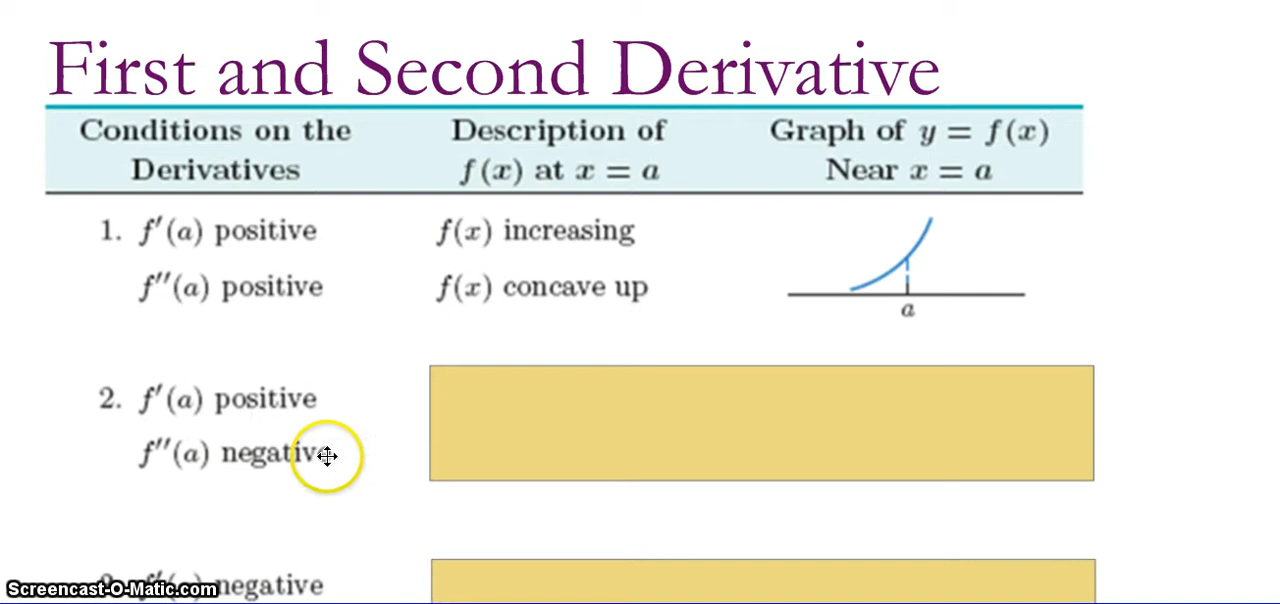 First and Second Derivative
Conditions on the Derivatives
Description of f(x) at x = a
Graph of y = f(x) Near x = a
1. f′(a) positive
f(x) increasing
f″(a) positive
f(x) concave up
a
2. f′(a) positive
f″(a) negative
negative
Screencast-O-Matic.com